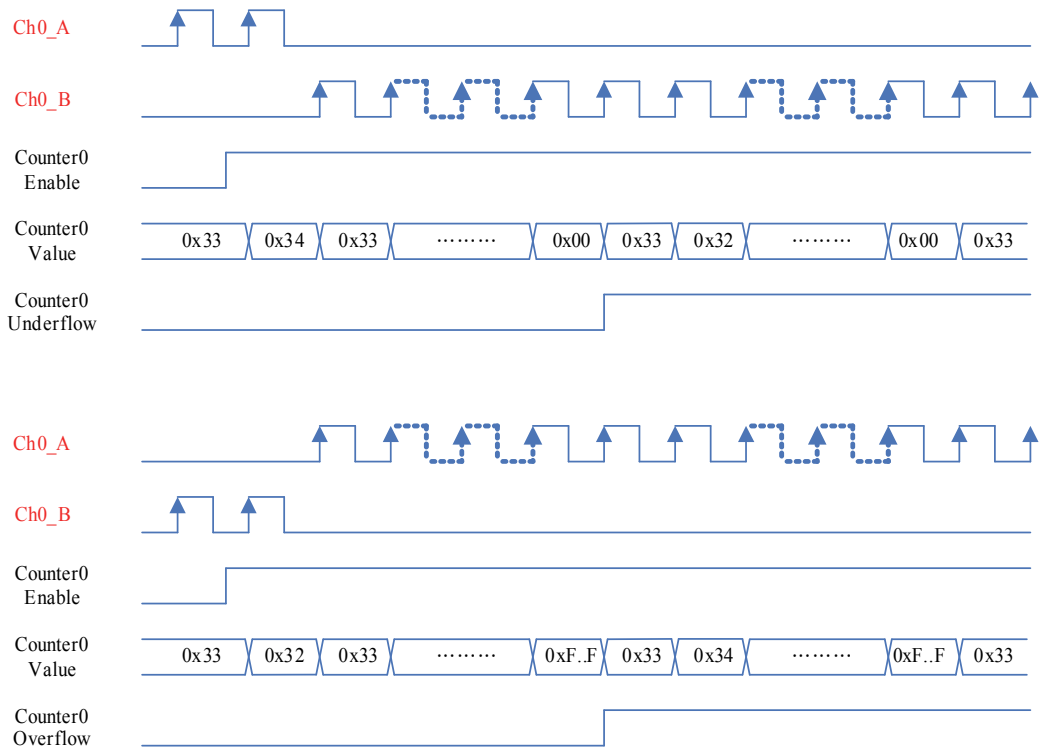 Ch0_A
Ch0_B
Counter0
Enable
Counter0
Value
0x33 0x34 0x33 ……… 0x00 0x33 0x32 ……… 0x00 0x33
Counter0
Underflow
Ch0_A
Ch0_B
Counter0
Enable
Counter0
Value
0x33 0x32 0x33 ……… 0xF..F 0x33 0x34 ……… 0xF..F 0x33
Counter0
Overflow